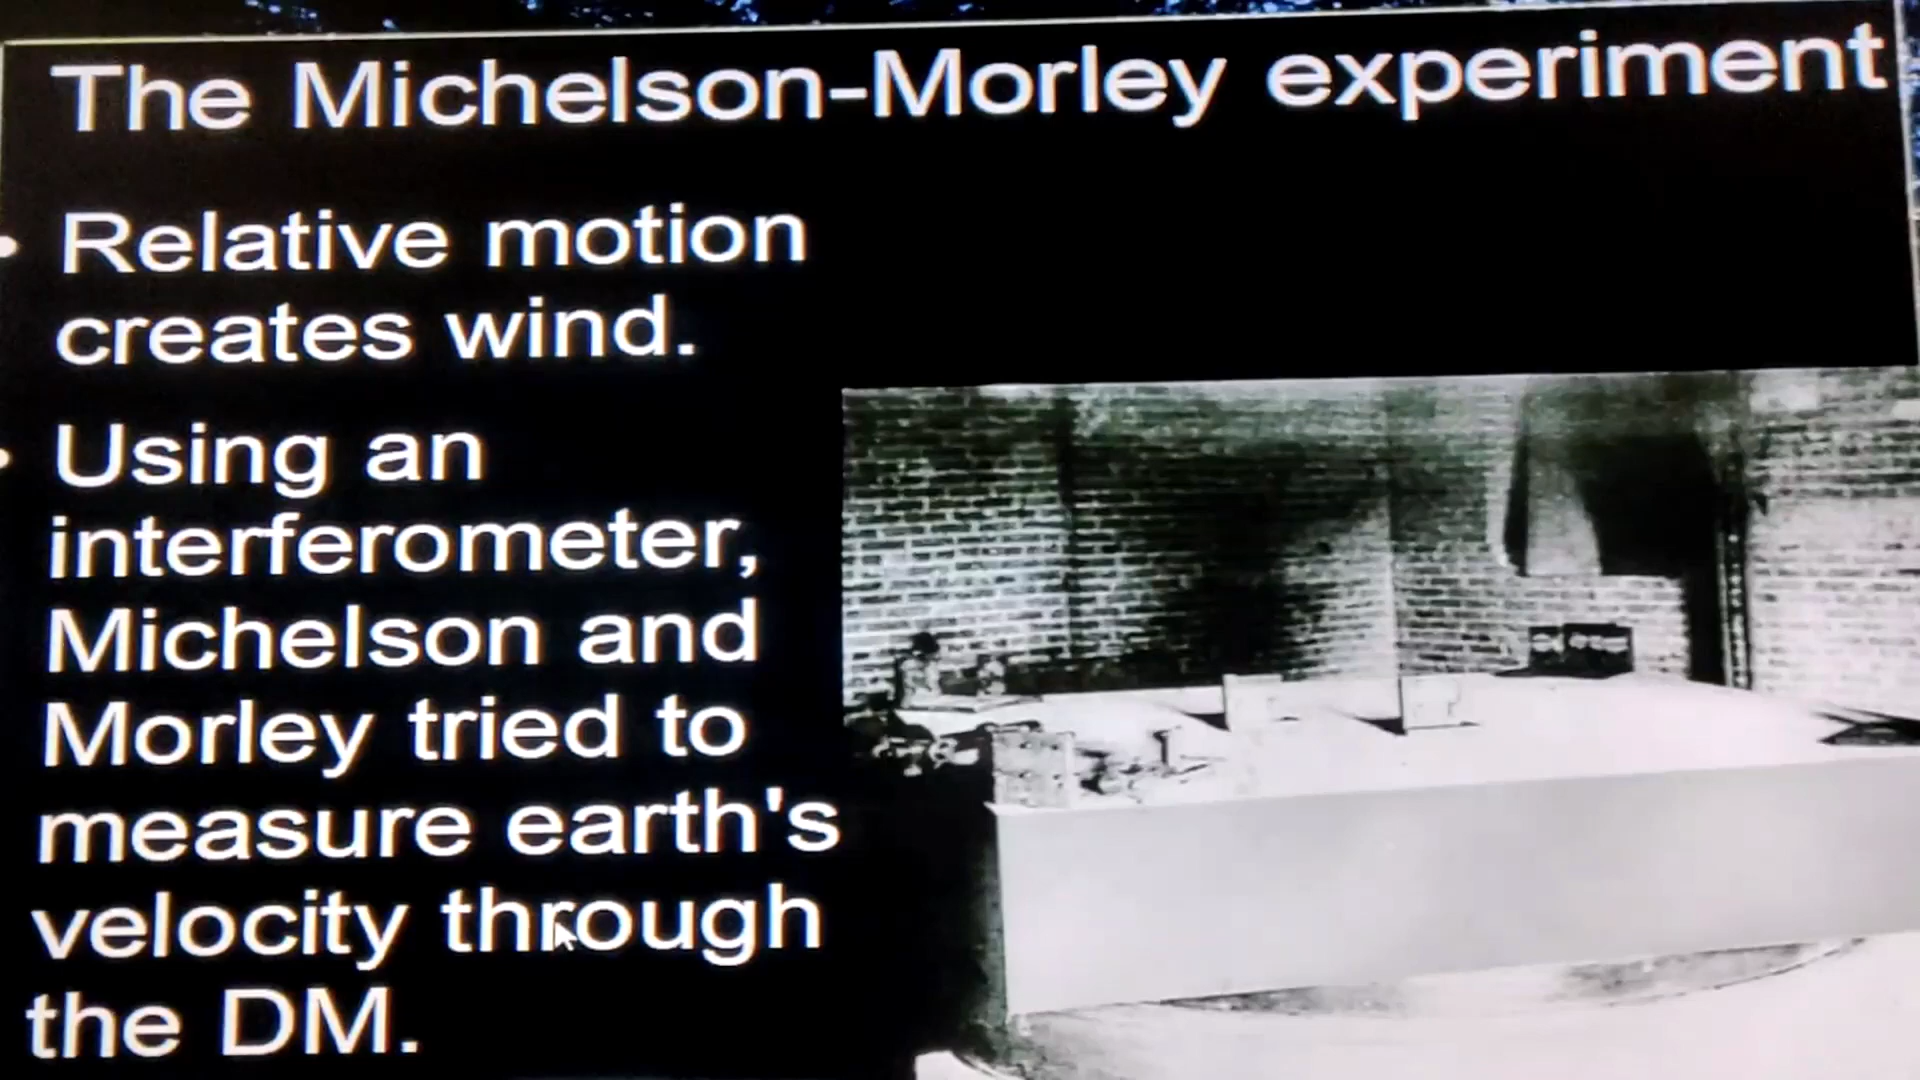 The Michelson-Morley experiment
• Relative motion
creates wind.
• Using an
interferometer,
Michelson and
Morley tried to
measure earth's
velocity through
the DM.